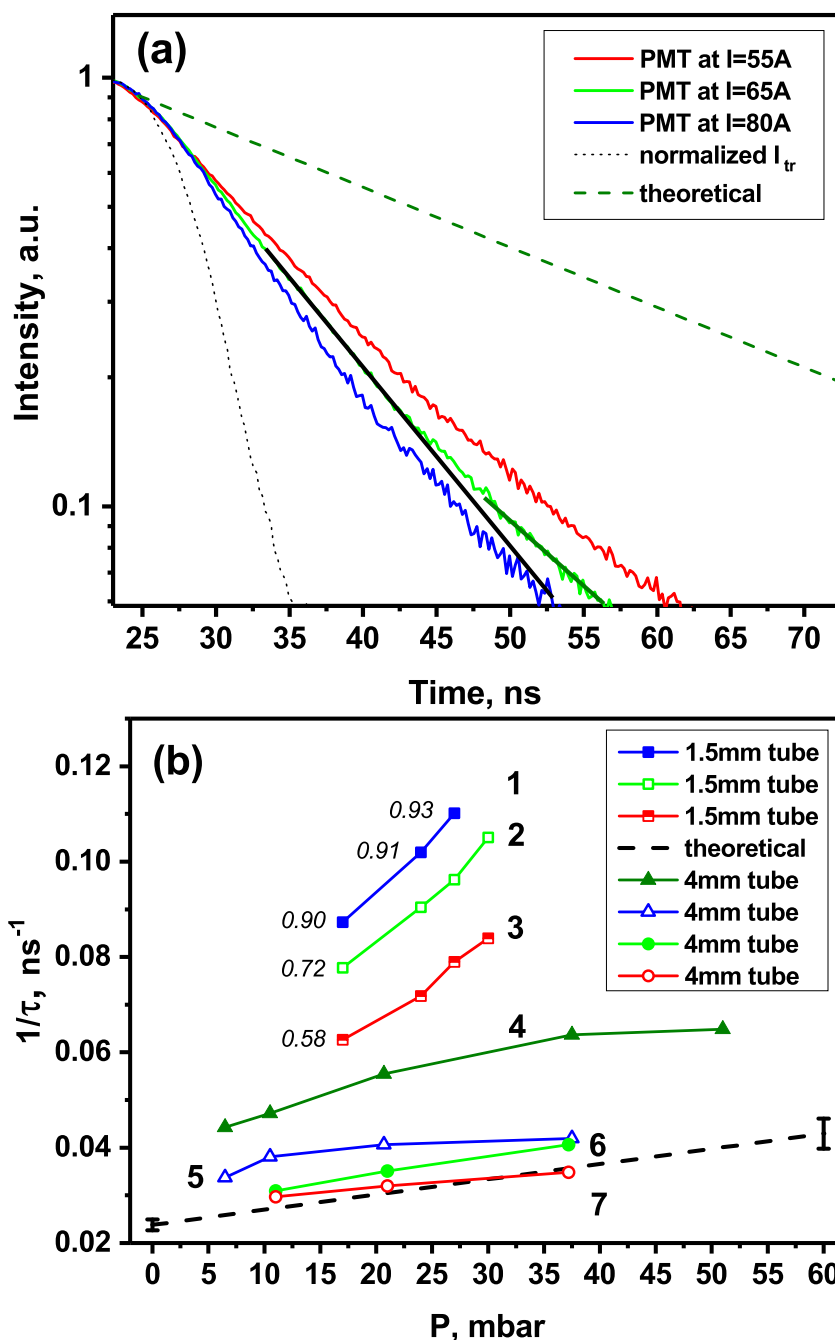 (a)
PMT at I=55A
PMT at I=65A
PMT at I=80A
normalized I tr
theoretical
1
0.1
Intensity, a.u.
25 30 35 40 45 50 55 60 65 70
Time, ns
(b)
1.5mm tube
1.5mm tube
1.5mm tube
theoretical
4mm tube
4mm tube
4mm tube
4mm tube
0.12
0.10
0.08
0.06
0.04
0.02
1/τ, ns-1
0.93
0.91
0.90
0.72
0.58
1
2
3
4
5
6
7
0 5 10 15 20 25 30 35 40 45 50 55 60
P, mbar